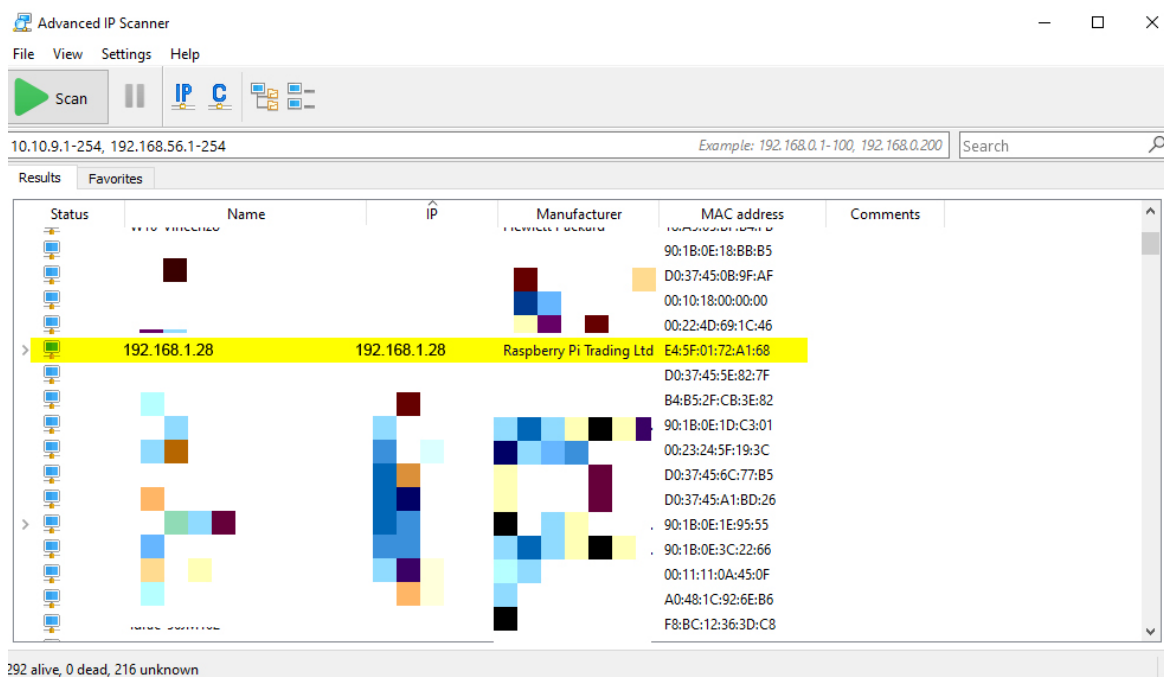 Advanced IP Scanner
File View Settings Help
Scan IP C
10.10.9.1-254, 192.168.56.1-254 Example: 192.168.0.1-100, 192.168.0.200 Search
Results Favorites
Status Name IP Manufacturer MAC address Comments
90:1B:0E:18:BB:B5
D0:37:45:0B:9F:AF
00:10:18:00:00:00
00:22:4D:69:1C:46
192.168.1.28 192.168.1.28 Raspberry Pi Trading Ltd E4:5F:01:72:A1:68
D0:37:45:5E:82:7F
B4:B5:2F:CB:3E:82
90:1B:0E:1D:C3:01
00:23:24:5F:19:3C
D0:37:45:6C:77:B5
D0:37:45:A1:BD:26
90:1B:0E:1E:95:55
90:1B:0E:3C:22:66
00:11:11:0A:45:0F
A0:48:1C:92:6E:B6
F8:BC:12:36:3D:C8
292 alive, 0 dead, 216 unknown